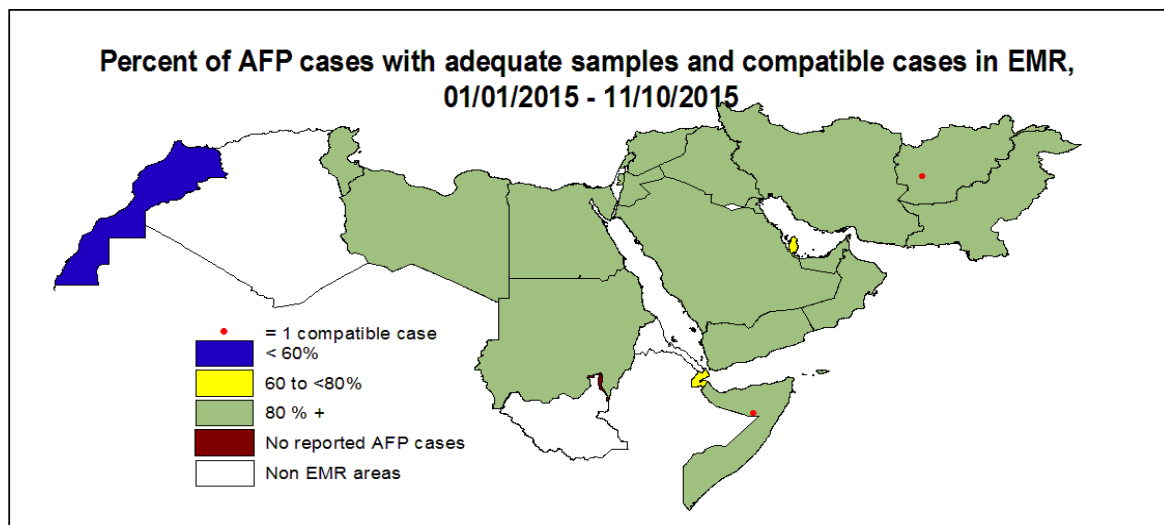 Percent of AFP cases with adequate samples and compatible cases in EMR,
01/01/2015 - 11/10/2015
= 1 compatible case
< 60%
60 to <80%
80 % +
No reported AFP cases
Non EMR areas